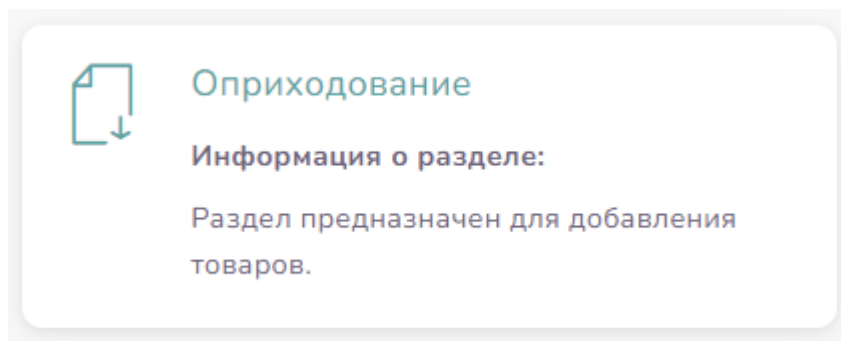 Оприходование
Информация о разделе:
Раздел предназначен для добавления
товаров.